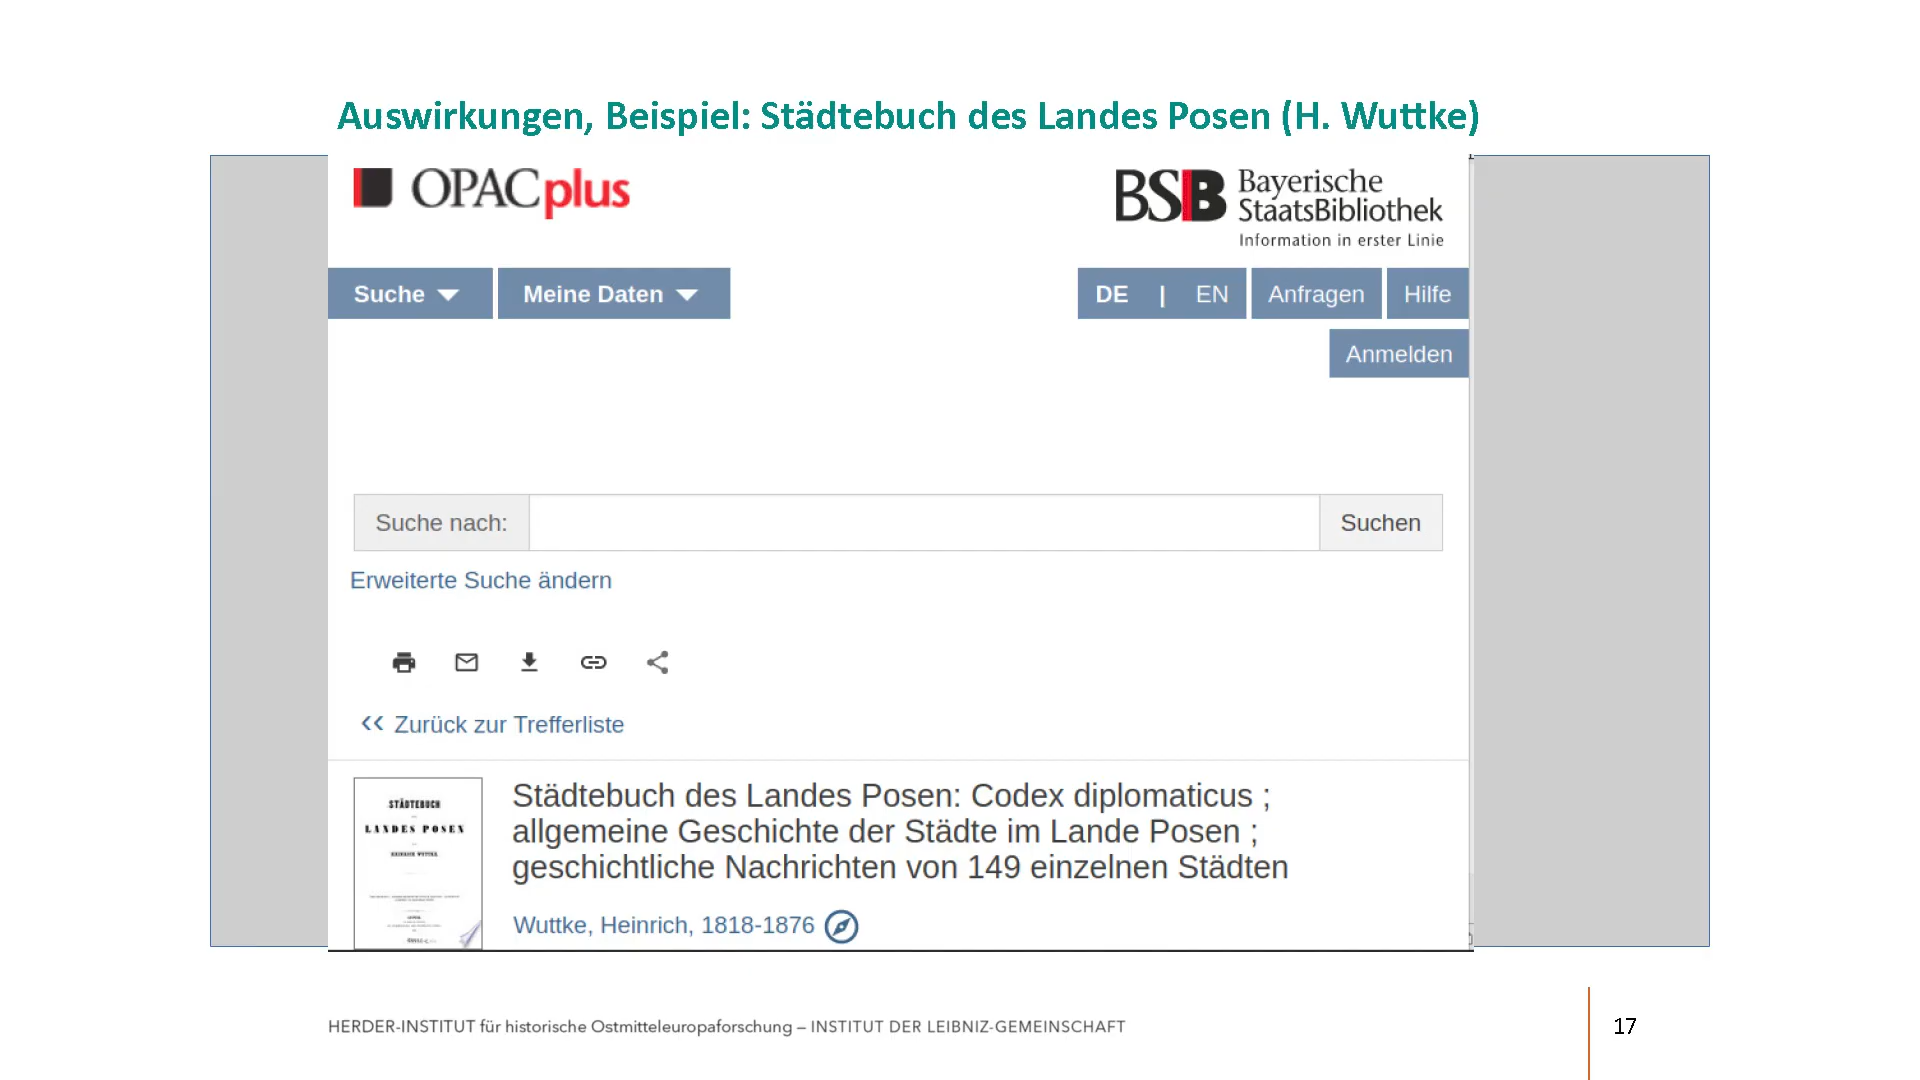 Auswirkungen, Beispiel: Städtebuch des Landes Posen (H. Wuttke)
OPACplus
BSB Bayerische
StaatsBibliothek
Information in erster Linie
Suche
Meine Daten
DE | EN
Anfragen
Hilfe
Anmelden
Suche nach:
Suchen
Erweiterte Suche ändern
Zurück zur Trefferliste
STÄDTEBUCH
LANDES POSEN
HEINRICH WUTTKE
Städtebuch des Landes Posen: Codex diplomaticus ;
allgemeine Geschichte der Städte im Lande Posen ;
geschichtliche Nachrichten von 149 einzelnen Städten
Wuttke, Heinrich, 1818-1876
HERDER-INSTITUT für historische Ostmitteleuropaforschung – INSTITUT DER LEIBNIZ-GEMEINSCHAFT
17